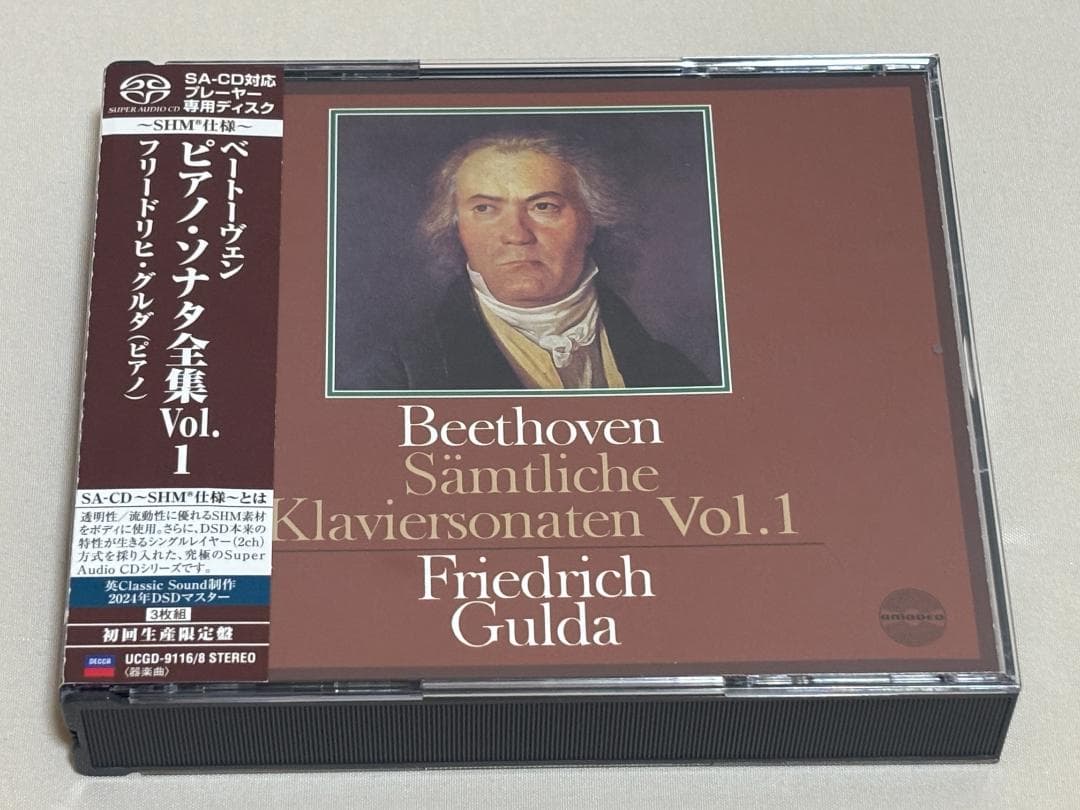 SUPER AUDIO CD
SA-CD対応
プレーヤー
専用ディスク
～SHM®仕様～
ベートーヴェン
ピアノ・ソナタ全集Vol.1
フリードリヒ・グルダ(ピアノ)
SA-CD～SHM®仕様～とは
透明性／流動性に優れるSHM素材
をボディに使用。さらに、DSD本来の
特性が生きるシングルレイヤー(2ch)
方式を採り入れた、究極のSuper
Audio CDシリーズです。
英Classic Sound制作
2024年DSDマスター
3枚組
初回生産限定盤
DECCA
UCGD-9116/8 STEREO
〈器楽曲〉
Beethoven
Sämtliche
Klaviersonaten Vol.1
Friedrich
Gulda
amadeo